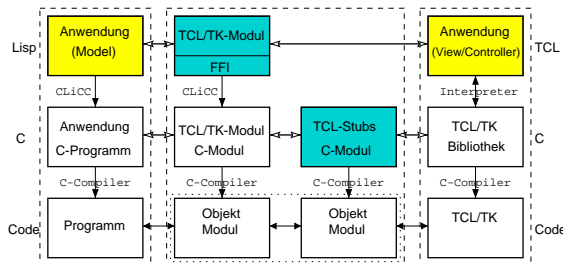 Lisp
Anwendung
(Model)
TCL/TK-Modul
FFI
Anwendung
(View/Controller)
TCL
CLiCC
CLiCC
Interpreter
C
Anwendung
C-Programm
TCL/TK-Modul
C-Modul
TCL-Stubs
C-Modul
TCL/TK
Bibliothek
C
C-Compiler
C-Compiler
C-Compiler
C-Compiler
Code
Programm
Objekt
Modul
Objekt
Modul
TCL/TK
Code